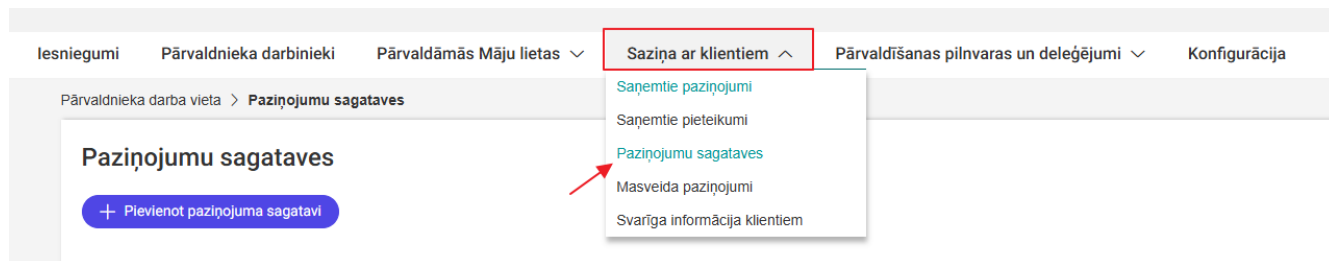 Iesniegumi Pārvaldnieka darbinieki Pārvaldāmās Māju lietas Saziņa ar klientiem Pārvaldīšanas pilnvaras un deleģējumi Konfigurācija
Pārvaldnieka darba vieta > Paziņojumu sagataves
Paziņojumu sagataves
+ Pievienot paziņojuma sagatavi
Saņemtie paziņojumi
Saņemtie pieteikumi
Paziņojumu sagataves
Masveida paziņojumi
Svarīga informācija klientiem